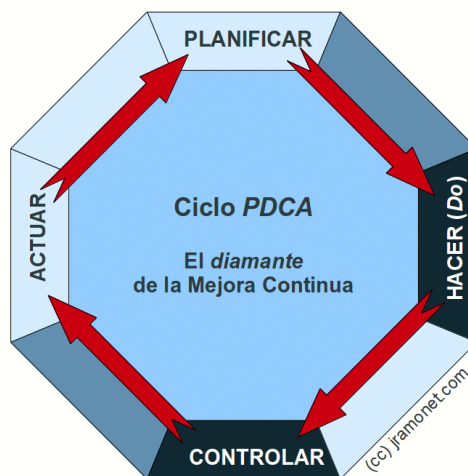 PLANIFICAR
HACER (Do)
CONTROLAR
ACTUAR
Ciclo PDCA
El diamante
de la Mejora Continua
(cc) jramonet.com